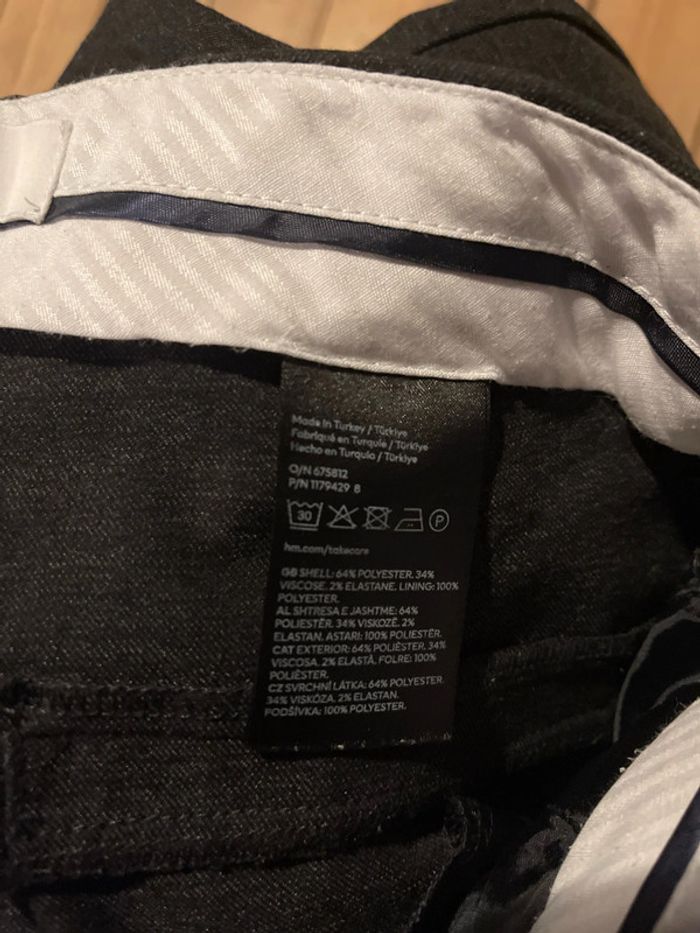 Made in Turkey / Türkiye
Fabriqué en Turquie / Türkiye
Hecho en Turquía / Türkiye
O/N 675812
P/N 1179429 8
30 P
hm.com/takecare
GB SHELL: 64% POLYESTER. 34%
VISCOSE. 2% ELASTANE. LINING: 100%
POLYESTER.
AL SHTRESA E JASHTME: 64%
POLIESTËR. 34% VISKOZË. 2%
ELASTAN. ASTARI: 100% POLIESTËR.
CAT EXTERIOR: 64% POLIÈSTER. 34%
VISCOSA. 2% ELASTÀ. FOLRE: 100%
POLIÈSTER.
CZ SVRCHNÍ LÁTKA: 64% POLYESTER.
34% VISKÓZA. 2% ELASTAN.
PODŠÍVKA: 100% POLYESTER.